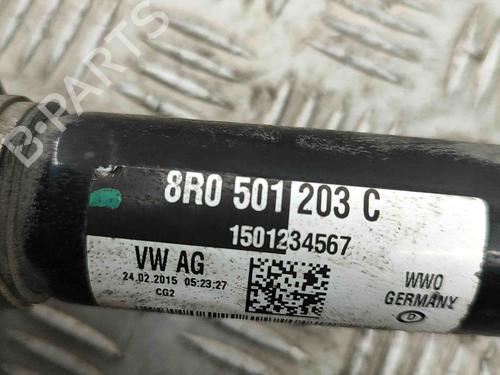 B-PARTS
8R0 501 203 C
1501234567
VW AG
24.02.2015 05:23:27
CG2
WWO
GERMANY
D